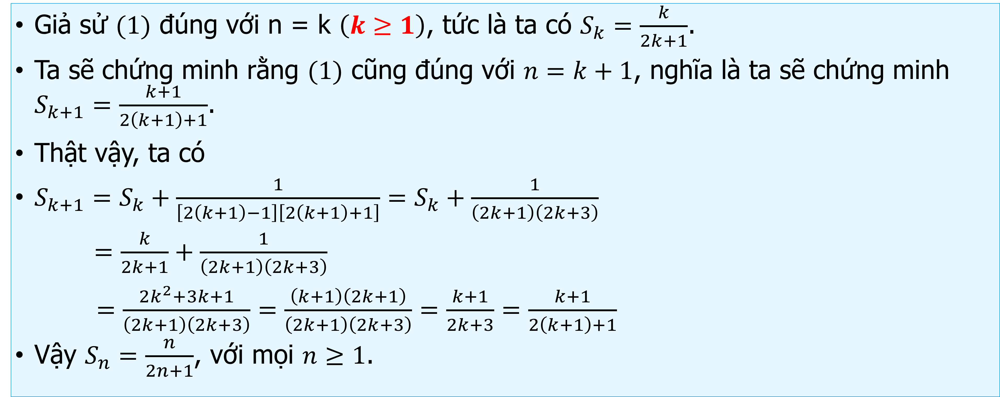 • Giả sử (1) đúng với n = k (k ≥ 1), tức là ta có S_k = \frac{k}{2k+1}.
• Ta sẽ chứng minh rằng (1) cũng đúng với n = k + 1, nghĩa là ta sẽ chứng minh
S_{k+1} = \frac{k+1}{2(k+1)+1}.
• Thật vậy, ta có
• S_{k+1} = S_k + \frac{1}{[2(k+1)−1][2(k+1)+1]} = S_k + \frac{1}{(2k+1)(2k+3)}
= \frac{k}{2k+1} + \frac{1}{(2k+1)(2k+3)}
= \frac{2k^2+3k+1}{(2k+1)(2k+3)} = \frac{(k+1)(2k+1)}{(2k+1)(2k+3)} = \frac{k+1}{2k+3} = \frac{k+1}{2(k+1)+1}
• Vậy S_n = \frac{n}{2n+1}, với mọi n ≥ 1.